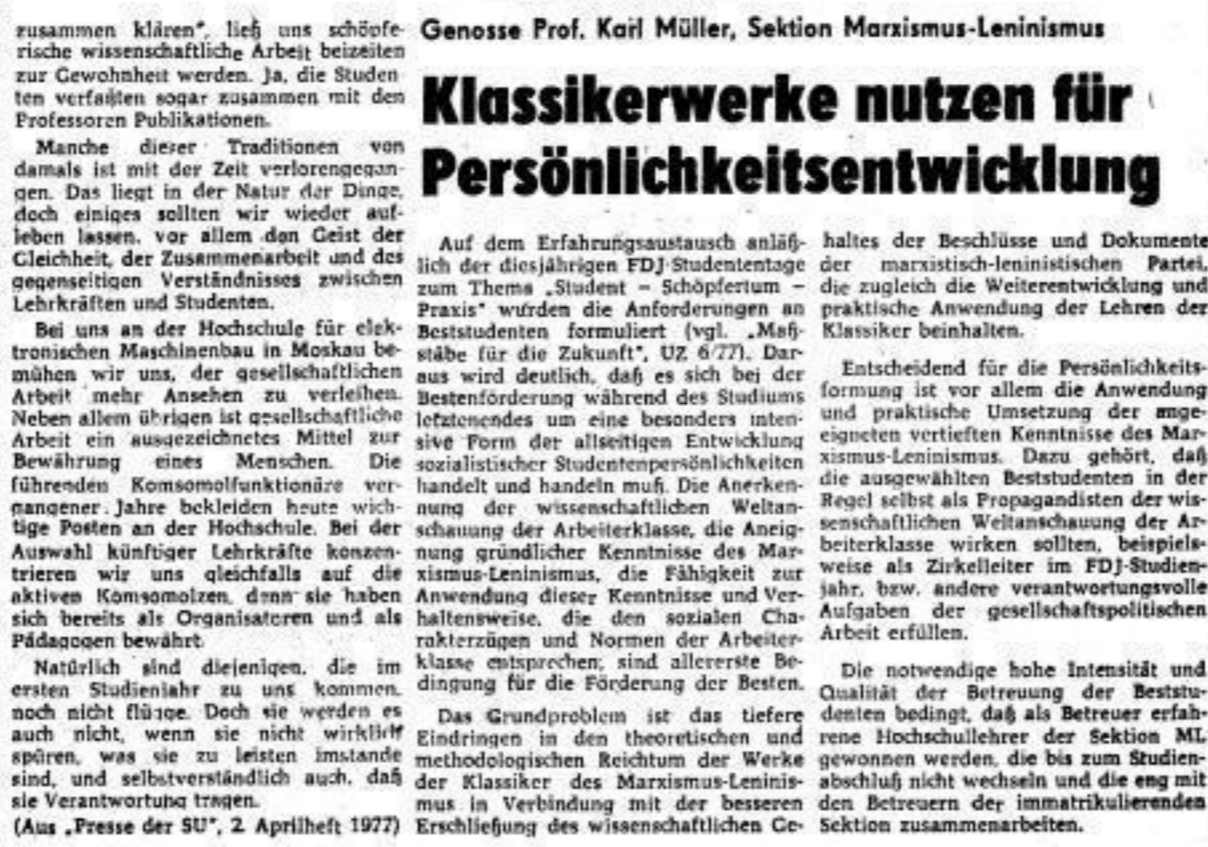 zusammen klären", ließ uns schöpfe-
rische wissenschaftliche Arbeit beizeiten
zur Gewohnheit werden. Ja, die Studen-
ten verfaßten sogar zusammen mit den
Professoren Publikationen.
Manche dieser Traditionen von
damals ist mit der Zeit verlorengegan-
gen. Das liegt in der Natur der Dinge,
doch einiges sollten wir wieder auf-
leben lassen, vor allem den Geist der
Gleichheit, der Zusammenarbeit und des
gegenseitigen Verständnisses zwischen
Lehrkräften und Studenten.
Bei uns an der Hochschule für elek-
tronischen Maschinenbau in Moskau be-
mühen wir uns, der gesellschaftlichen
Arbeit mehr Ansehen zu verleihen.
Neben allem übrigen ist gesellschaftliche
Arbeit ein ausgezeichnetes Mittel zur
Bewährung eines Menschen. Die
führenden Komsomolfunktionäre ver-
gangener Jahre bekleiden heute wich-
tige Posten an der Hochschule. Bei der
Auswahl künftiger Lehrkräfte konzen-
trieren wir uns gleichfalls auf die
aktiven Komsomolzen, denn sie haben
sich bereits als Organisatoren und als
Pädagogen bewährt.
Natürlich sind diejenigen, die im
ersten Studienjahr zu uns kommen,
noch nicht flügge. Doch sie werden es
auch nicht, wenn sie nicht wirklich
spüren, was sie zu leisten imstande
sind, und selbstverständlich auch, daß
sie Verantwortung tragen.
(Aus „Presse der SU", 2. Aprilheft 1977)
Genosse Prof. Karl Müller, Sektion Marxismus-Leninismus
Klassikerwerke nutzen für
Persönlichkeitsentwicklung
Auf dem Erfahrungsaustausch anläß-
lich der diesjährigen FDJ-Studententage
zum Thema „Student – Schöpfertum –
Praxis" wurden die Anforderungen an
Beststudenten formuliert (vgl. „Maß-
stäbe für die Zukunft", UZ 6/77). Dar-
aus wird deutlich, daß es sich bei der
Bestenförderung während des Studiums
letztenendes um eine besonders inten-
sive Form der allseitigen Entwicklung
sozialistischer Studentenpersönlichkeiten
handelt und handeln muß. Die Anerken-
nung der wissenschaftlichen Weltan-
schauung der Arbeiterklasse, die Aneig-
nung gründlicher Kenntnisse des Mar-
xismus-Leninismus, die Fähigkeit zur
Anwendung dieser Kenntnisse und Ver-
haltensweise, die den sozialen Cha-
rakterzügen und Normen der Arbeiter-
klasse entsprechen, sind allererste Be-
dingung für die Förderung der Besten.
Das Grundproblem ist das tiefere
Eindringen in den theoretischen und
methodologischen Reichtum der Werke
der Klassiker des Marxismus-Leninis-
mus in Verbindung mit der besseren
Erschließung des wissenschaftlichen Ge-
haltes der Beschlüsse und Dokumente
der marxistisch-leninistischen Partei,
die zugleich die Weiterentwicklung und
praktische Anwendung der Lehren der
Klassiker beinhalten.
Entscheidend für die Persönlichkeits-
formung ist vor allem die Anwendung
und praktische Umsetzung der ange-
eigneten vertieften Kenntnisse des Mar-
xismus-Leninismus. Dazu gehört, daß
die ausgewählten Beststudenten in der
Regel selbst als Propagandisten der wis-
senschaftlichen Weltanschauung der Ar-
beiterklasse wirken sollten, beispiels-
weise als Zirkelleiter im FDJ-Studien-
jahr, bzw. andere verantwortungsvolle
Aufgaben der gesellschaftspolitischen
Arbeit erfüllen.
Die notwendige hohe Intensität und
Qualität der Betreuung der Beststu-
denten bedingt, daß als Betreuer erfah-
rene Hochschullehrer der Sektion ML
gewonnen werden, die bis zum Studien-
abschluß nicht wechseln und die eng mit
den Betreuern der immatrikulierenden
Sektion zusammenarbeiten.